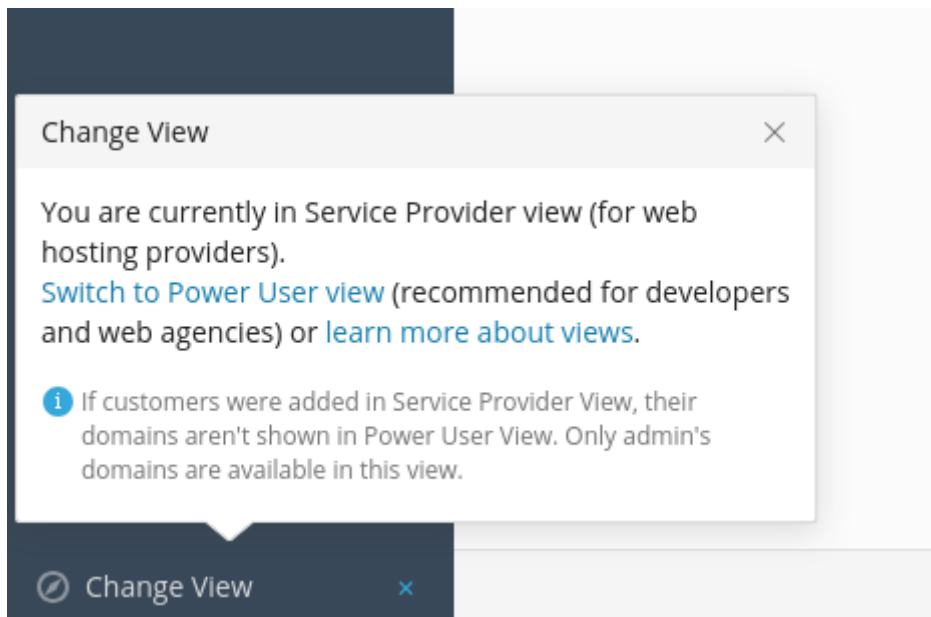 Change View
You are currently in Service Provider view (for web
hosting providers).
Switch to Power User view (recommended for developers
and web agencies) or learn more about views.
If customers were added in Service Provider View, their
domains aren't shown in Power User View. Only admin's
domains are available in this view.
Change View